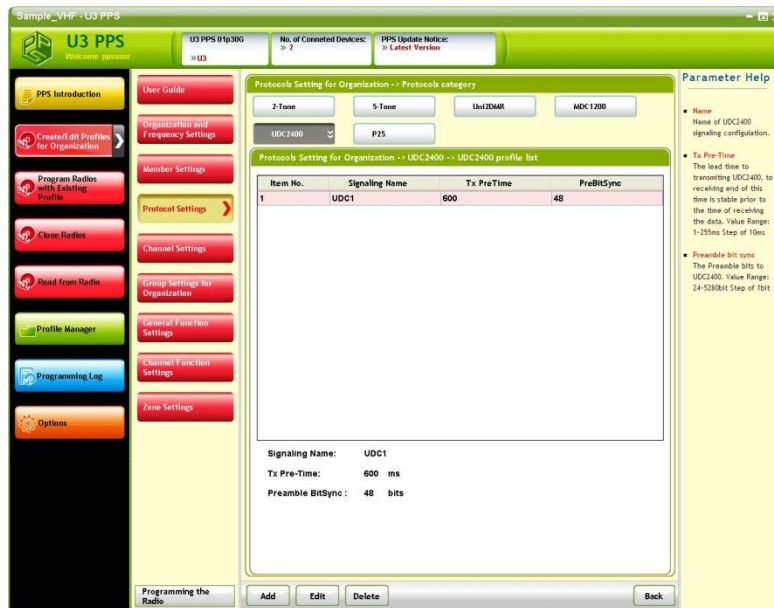 Sample_VHF - U3 PPS
U3 PPS
Welcome ppsuser
U3 PPS 01p30G
>> U3
No. of Conneted Devices:
>> 2
PPS Update Notice:
>> Latest Version
PPS Introduction
Create/Edit Profiles
for Organization
Program Radios
with Existing
Profile
Clone Radios
Read from Radio
Profile Manager
Programming Log
Options
User Guide
Organization and
Frequency Settings
Member Settings
Protocol Settings
Channel Settings
Group Settings for
Organization
General Function
Settings
Channel Function
Settings
Zone Settings
Programming the
Radio
Protocols Setting for Organization -> Protocols category
2-Tone
5-Tone
Uni2DMR
MDC1200
UDC2400
P25
Protocols Setting for Organization -> UDC2400 -> UDC2400 profile list
Item No. Signaling Name Tx PreTime PreBitSync
1 UDC1 600 48
Signaling Name: UDC1
Tx Pre-Time: 600 ms
Preamble BitSync : 48 bits
Add
Edit
Delete
Back
Parameter Help
Name
Name of UDC2400
signaling configulation.
Tx Pre-Time
The lead time to
transmiting UDC2400, to
receiving end of this
time is stable prior to
the time of receiving
the data. Value Range:
1-255ms Step of 10ms
Preamble bit sync
The Preamble bits to
UDC2400. Value Range:
24-5280bit Step of 1bit